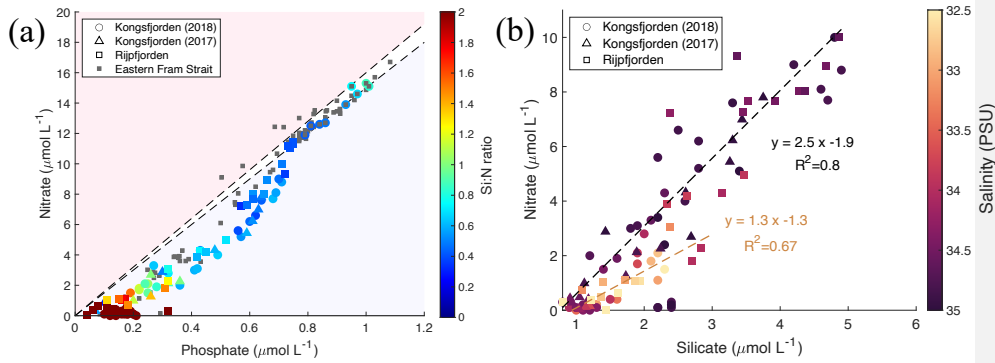 (a)
20
18
16
14
12
10
8
6
4
2
0
Nitrate (μmol L⁻¹)
0 0.2 0.4 0.6 0.8 1 1.2
Phosphate (μmol L⁻¹)
Kongsfjorden (2018)
Kongsfjorden (2017)
Rijpfjorden
Eastern Fram Strait
2
1.8
1.6
1.4
1.2
1
0.8
0.6
0.4
0.2
0
Si:N ratio
(b)
10
8
6
4
2
0
Nitrate (μmol L⁻¹)
1 2 3 4 5 6
Silicate (μmol L⁻¹)
Kongsfjorden (2018)
Kongsfjorden (2017)
Rijpfjorden
y = 2.5 x -1.9
R²=0.8
y = 1.3 x -1.3
R²=0.67
32.5
33
33.5
34
34.5
35
Salinity (PSU)